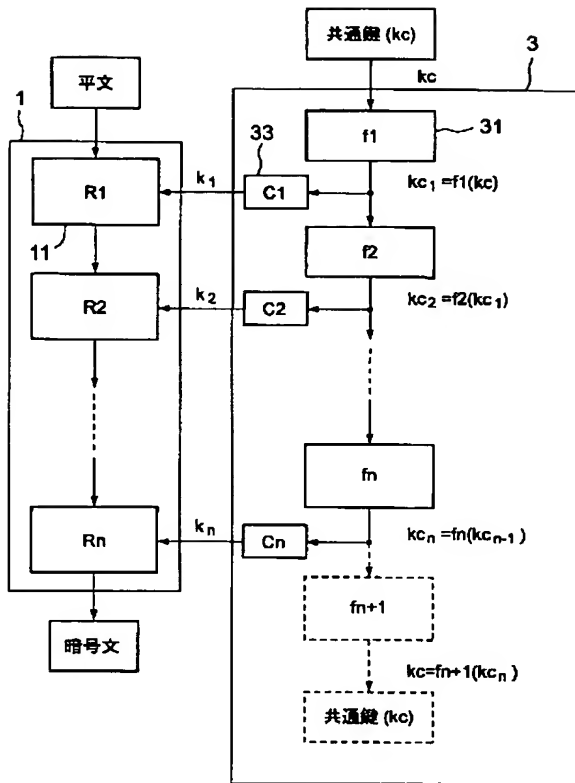 共通鍵 (kc)
kc
3
平文
1
f1
31
33
k1
C1
kc1 =f1(kc)
R1
11
f2
k2
C2
kc2 =f2(kc1)
R2
fn
kn
Cn
kcn =fn(kcn-1)
Rn
fn+1
暗号文
kc=fn+1(kcn)
共通鍵 (kc)